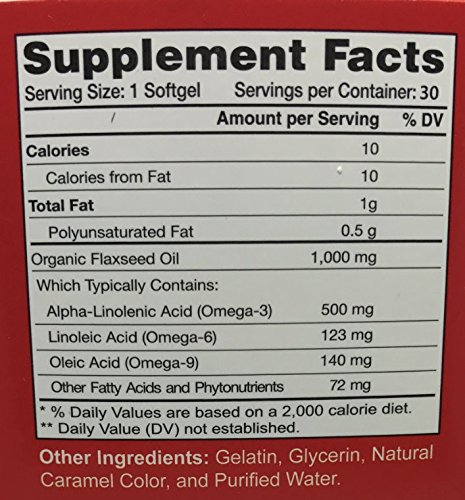 Supplement Facts
Serving Size: 1 Softgel Servings per Container: 30
Amount per Serving % DV
Calories 10
Calories from Fat 10
Total Fat 1g
Polyunsaturated Fat 0.5 g
Organic Flaxseed Oil 1,000 mg
Which Typically Contains:
Alpha-Linolenic Acid (Omega-3) 500 mg
Linoleic Acid (Omega-6) 123 mg
Oleic Acid (Omega-9) 140 mg
Other Fatty Acids and Phytonutrients 72 mg
* % Daily Values are based on a 2,000 calorie diet.
** Daily Value (DV) not established.
Other Ingredients: Gelatin, Glycerin, Natural
Caramel Color, and Purified Water.